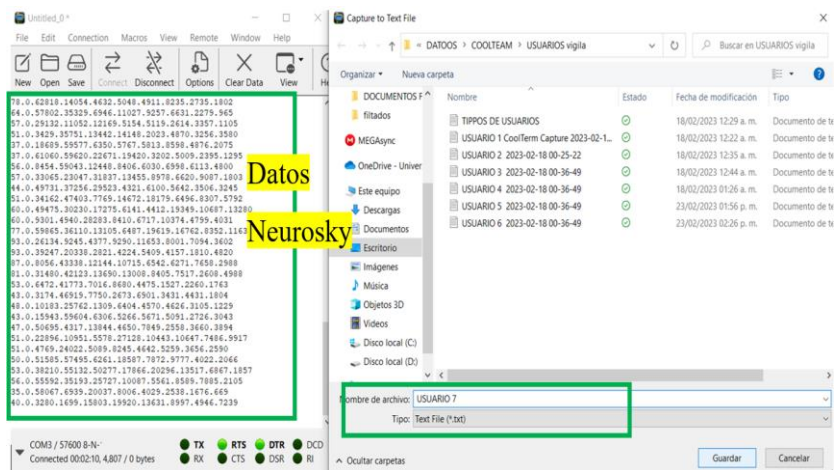 Untitled_0 *
File Edit Connection Macros View Remote Window Help
New Open Save Connect Disconnect Options Clear Data View
78.0.62818.14054.4632.5048.4911.8235.2735.1802
64.0.57802.35329.6946.11027.9257.6631.2279.965
57.0.29132.11052.12169.5154.5119.2614.3357.1105
51.0.3429.35751.13442.14148.2023.4870.3256.3580
37.0.18689.59577.6350.5767.5813.8598.4876.2075
37.0.61060.59620.22671.19420.3202.5009.2395.1295
56.0.8454.59043.12448.8406.6030.6998.6113.4800
57.0.33065.23047.31837.13455.8978.6620.9087.1803
44.0.49731.37256.29523.4321.6100.5642.3506.3245
51.0.34162.47403.7769.14672.18179.6496.8307.5792
60.0.49475.30230.17275.6141.4412.19349.10687.13280
60.0.9301.4940.28283.8410.6717.10374.4799.4031
77.0.59865.36110.13105.6487.19619.16762.8352.1163
93.0.26134.9245.4377.9290.11653.8001.7094.3602
93.0.39247.20338.2821.4224.5409.4157.1810.4820
87.0.8056.43338.12144.10715.6542.6271.7658.2988
81.0.31480.42123.13690.13008.8405.7517.2608.4988
53.0.6472.41773.7016.8680.4475.1527.2260.1763
43.0.3174.46919.7750.2673.6901.3431.4431.1804
48.0.10183.25762.1309.6404.4570.4626.3105.1229
63.0.15943.59604.6306.5266.5671.5091.2726.3043
47.0.50695.4317.13844.4650.7849.2558.3660.3894
51.0.22896.10951.5578.27128.10443.10647.7486.9917
51.0.4769.24022.5089.8245.4642.5259.3656.2590
50.0.51585.57495.6261.18587.7872.9777.4022.2066
53.0.38210.55132.50277.17866.20296.13517.6867.1857
56.0.55592.35193.25727.10087.5561.8589.7885.2105
35.0.58067.6939.20037.8006.4029.2538.1676.669
40.0.3280.1699.15803.19920.13631.8997.4946.7239
Datos
Neurosky
COM3 / 57600 8-N-
Connected 00:02:10, 4,807 / 0 bytes
TX RTS DTR DCD
RX CTS DSR RI
Capture to Text File
« DATOOS › COOLTEAM › USUARIOS vigila
Buscar en USUARIOS vigila
Organizar Nueva carpeta
DOCUMENTOS F
filtados
MEGAsync
OneDrive - Univer
Este equipo
Descargas
Documentos
Escritorio
Imágenes
Música
Objetos 3D
Videos
Disco local (C:)
Disco local (D:)
Nombre Estado Fecha de modificación Tipo
TIPPOS DE USUARIOS 18/02/2023 12:29 a. m. Documento de te
USUARIO 1 CoolTerm Capture 2023-02-1... 18/02/2023 12:22 a. m. Documento de te
USUARIO 2 2023-02-18 00-25-22 18/02/2023 12:35 a. m. Documento de te
USUARIO 3 2023-02-18 00-36-49 18/02/2023 12:44 a. m. Documento de te
USUARIO 4 2023-02-18 00-36-49 18/02/2023 01:26 a. m. Documento de te
USUARIO 5 2023-02-18 00-36-49 23/02/2023 01:56 p. m. Documento de te
USUARIO 6 2023-02-18 00-36-49 23/02/2023 02:26 p. m. Documento de te
Nombre de archivo: USUARIO 7
Tipo: Text File (*.txt)
Ocultar carpetas
Guardar Cancelar